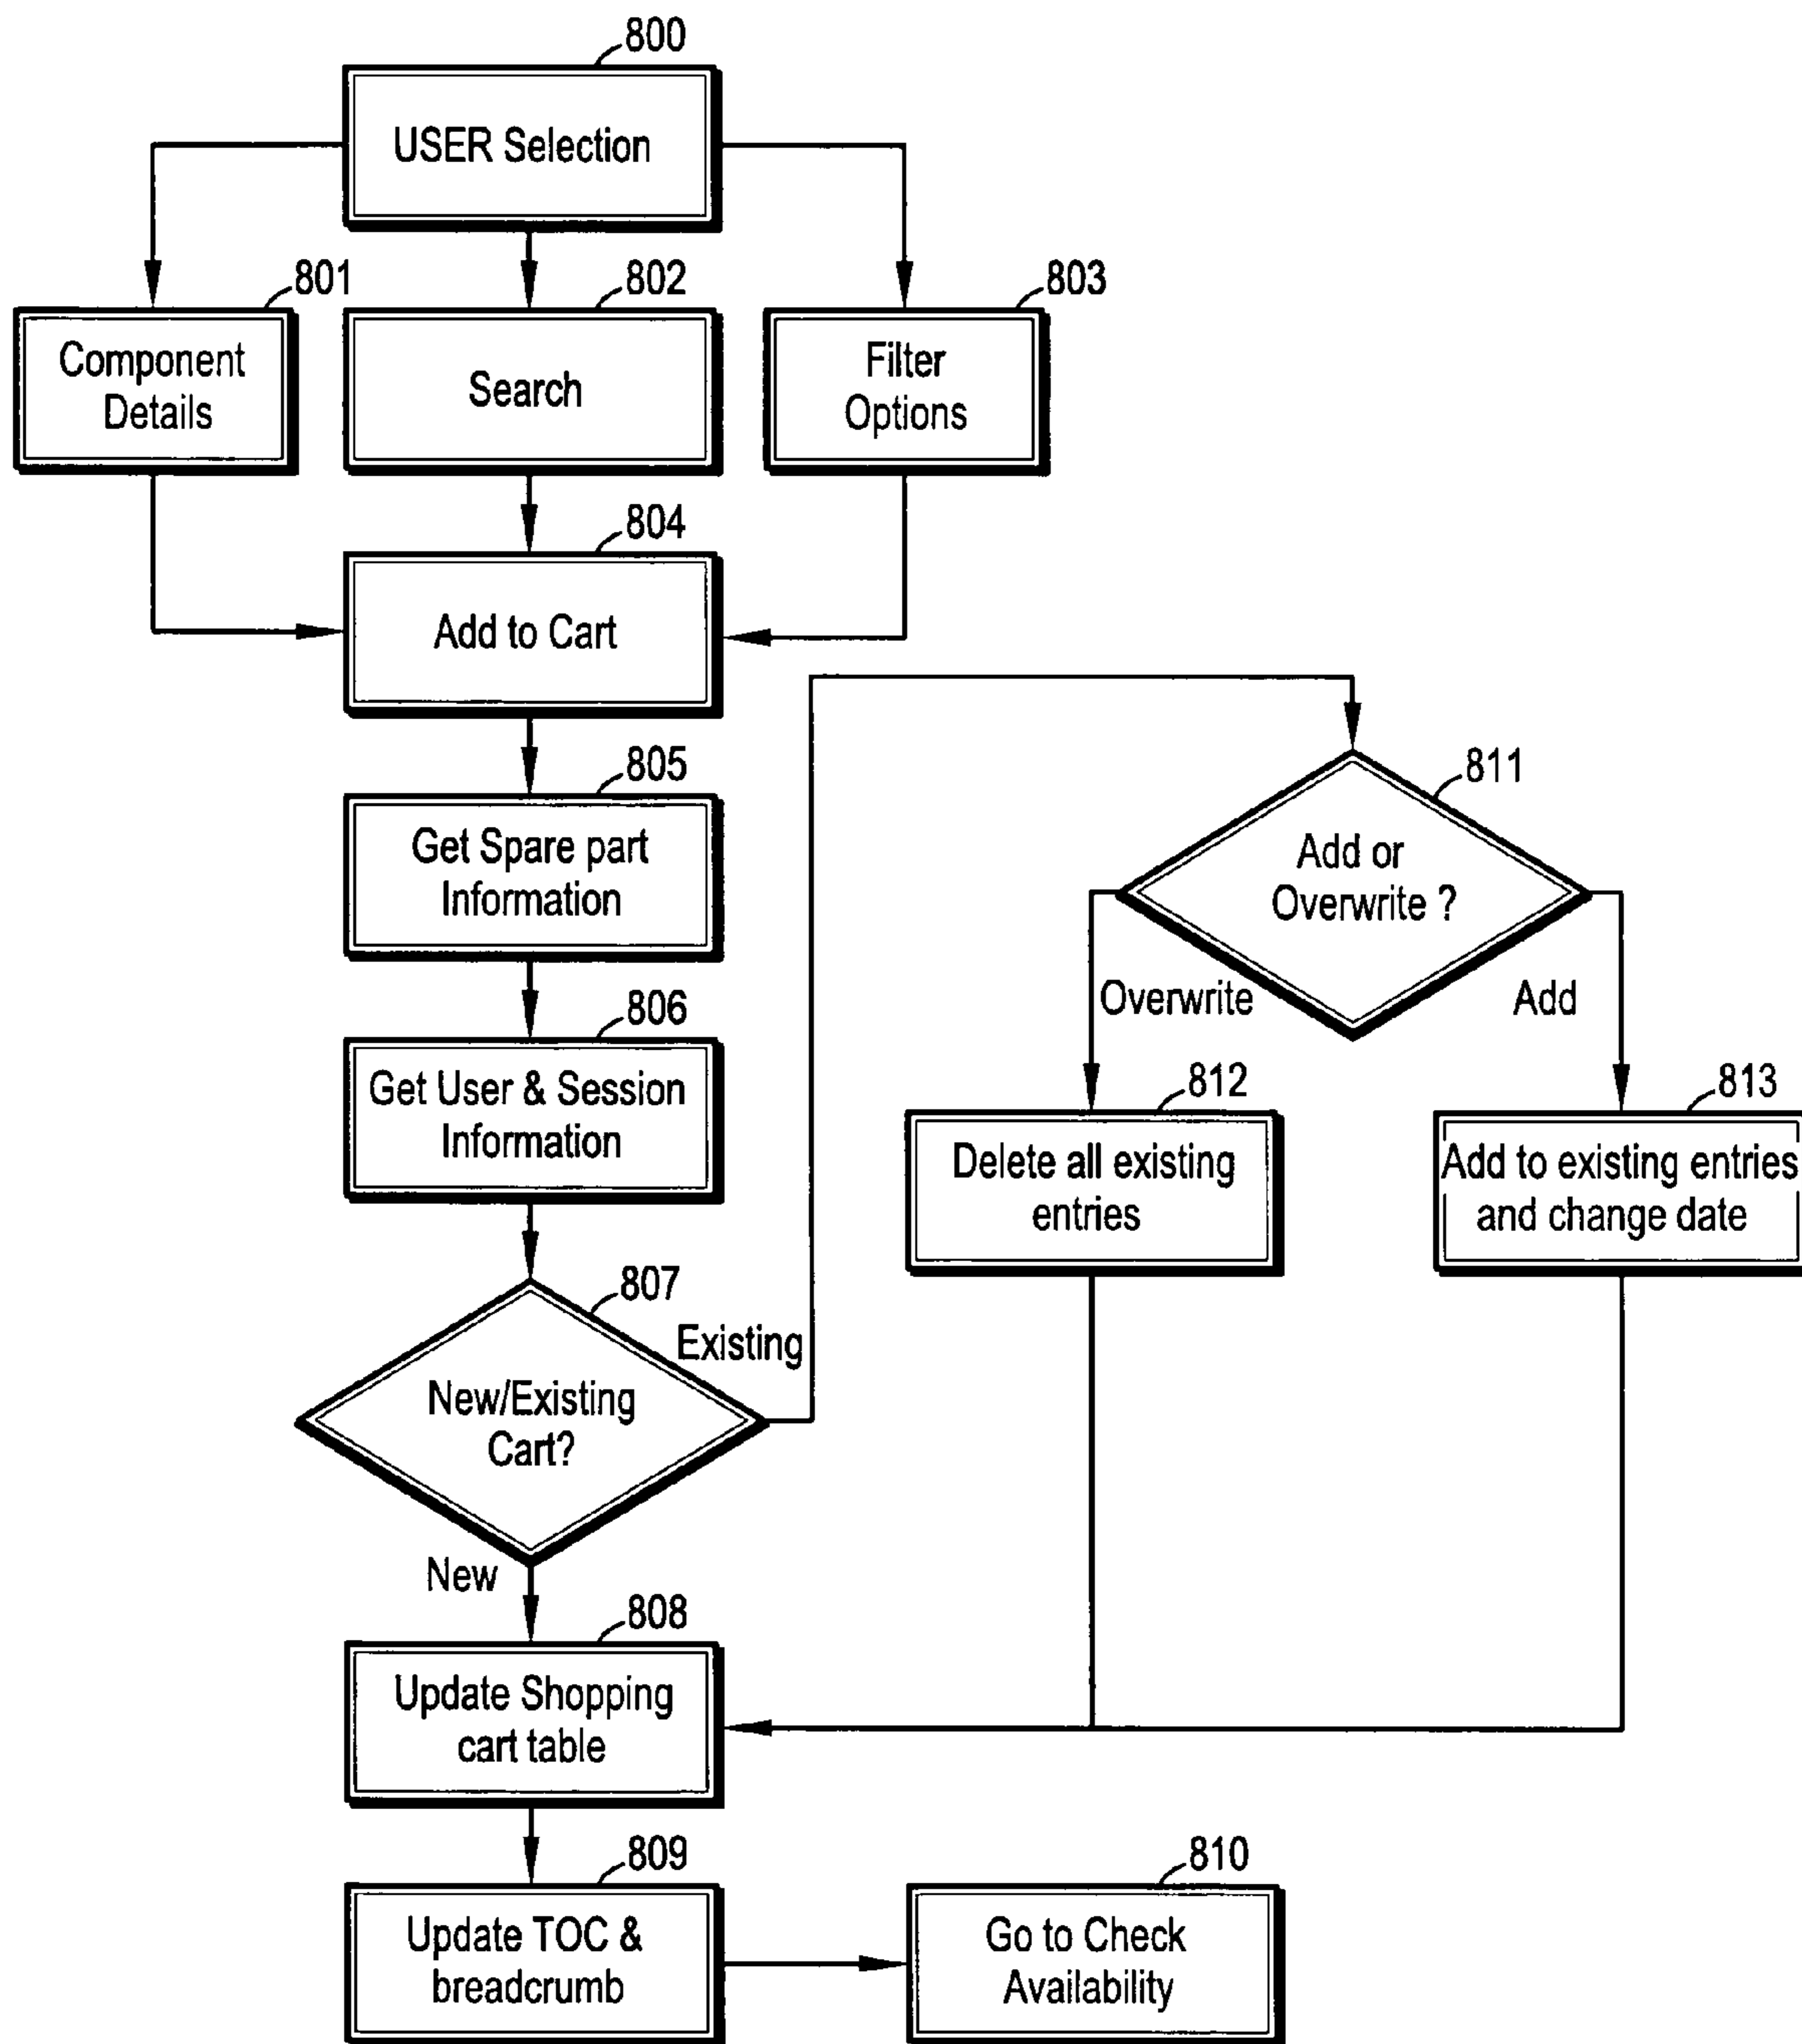 800
USER Selection
801
802
803
Component
Details
Search
Filter
Options
804
Add to Cart
805
Get Spare part
Information
811
Add or
Overwrite ?
Overwrite
Add
806
Get User & Session
Information
812
Delete all existing
entries
813
Add to existing entries
and change date
807
Existing
New/Existing
Cart?
New
808
Update Shopping
cart table
809
Update TOC &
breadcrumb
810
Go to Check
Availability